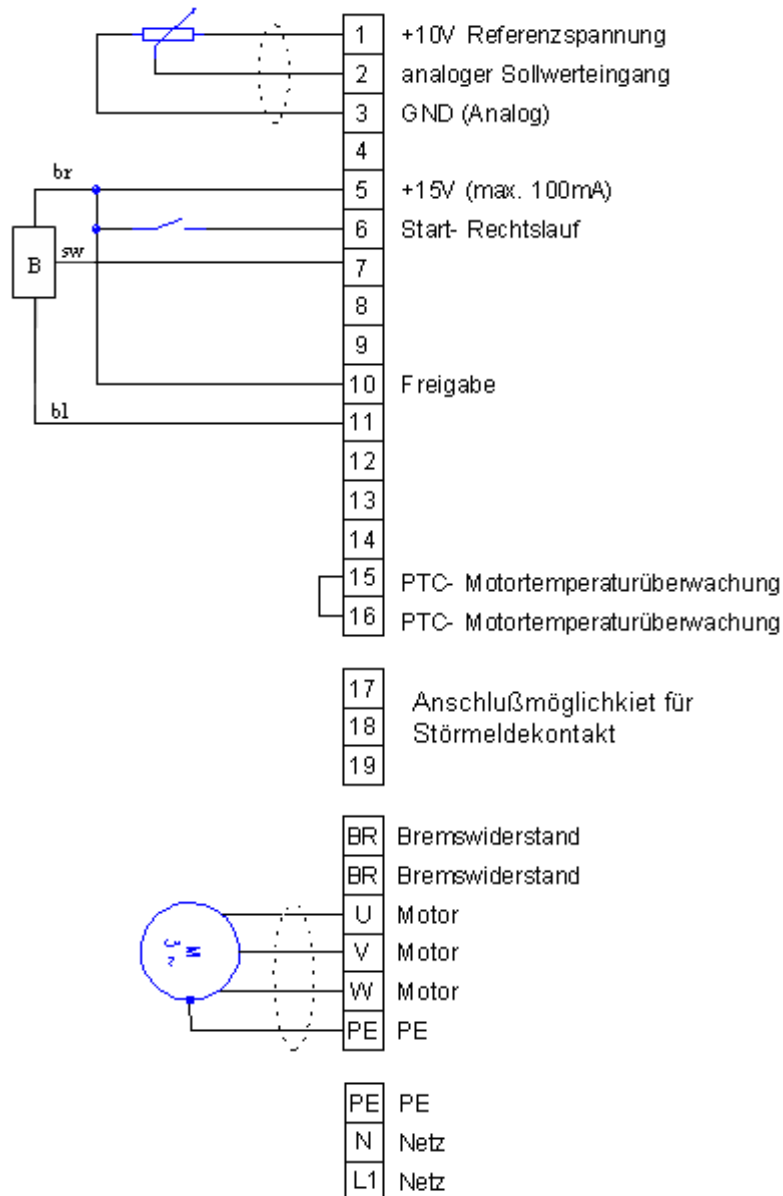 1 +10V Referenzspannung
2 analoger Sollwerteingang
3 GND (Analog)
4
br
5 +15V (max. 100mA)
6 Start- Rechtslauf
B sw 7
8
9
10 Freigabe
bl 11
12
13
14
15 PTC- Motortemperaturüberwachung
16 PTC- Motortemperaturüberwachung
17 Anschlußmöglichkiet für
18 Störmeldekontakt
19
BR Bremswiderstand
BR Bremswiderstand
U Motor
M 3~ V Motor
W Motor
PE PE
PE PE
N Netz
L1 Netz